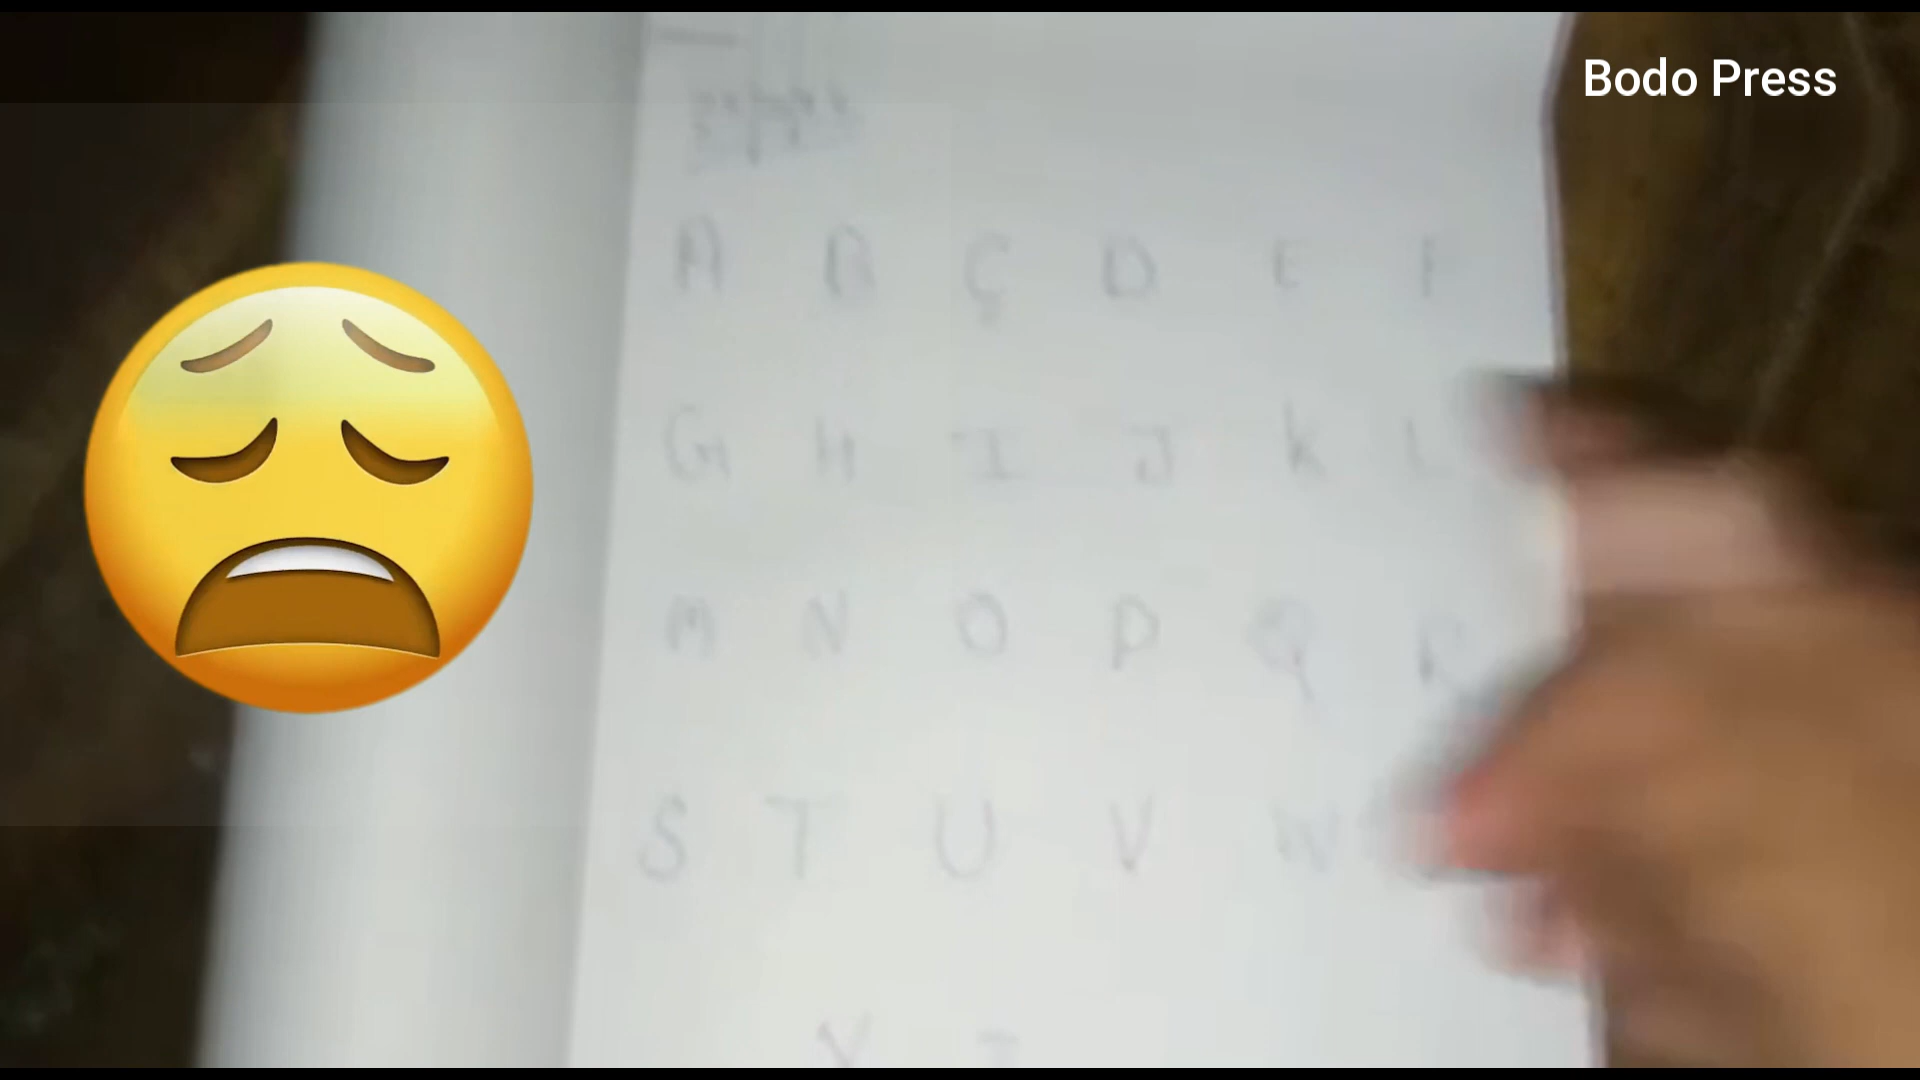 Bodo Press
A B C D E F
G H I J K L
M N O P Q R
S T U V W
Y Z